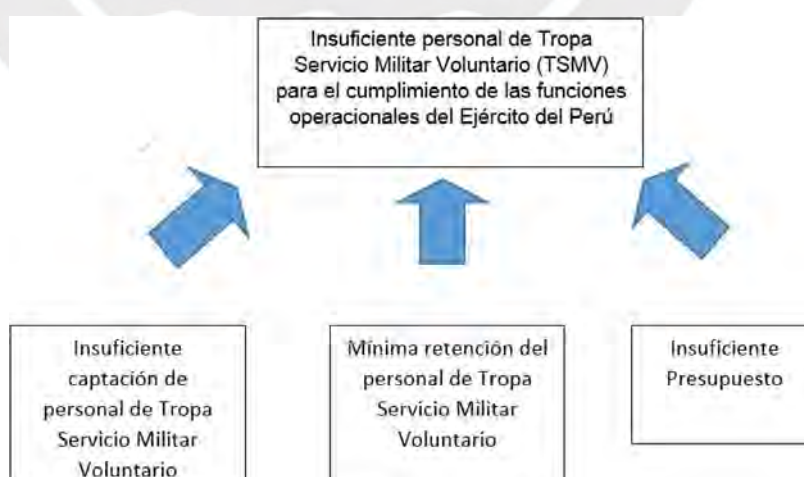 Insuficiente personal de Tropa
Servicio Militar Voluntario (TSMV)
para el cumplimiento de las funciones
operacionales del Ejército del Perú
Insuficiente
captación de
personal de Tropa
Servicio Militar
Voluntario
Mínima retención del
personal de Tropa
Servicio Militar
Voluntario
Insuficiente
Presupuesto